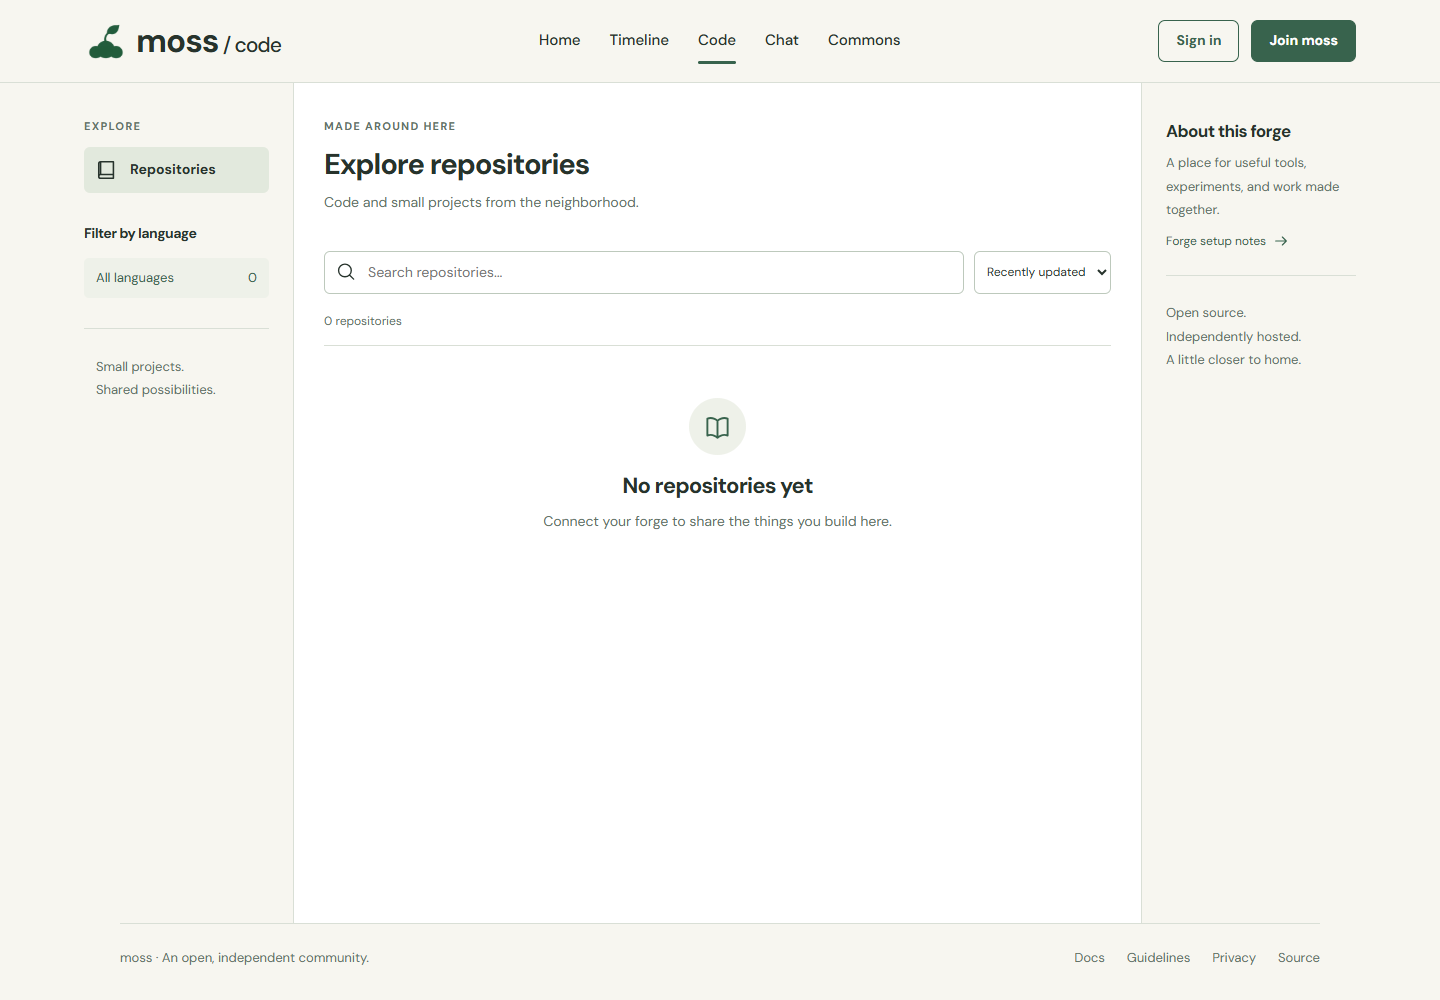 moss / code
Home
Timeline
Code
Chat
Commons
Sign in
Join moss
EXPLORE
Repositories
Filter by language
All languages 0
Small projects.
Shared possibilities.
MADE AROUND HERE
Explore repositories
Code and small projects from the neighborhood.
Search repositories...
Recently updated
0 repositories
No repositories yet
Connect your forge to share the things you build here.
About this forge
A place for useful tools,
experiments, and work made
together.
Forge setup notes
Open source.
Independently hosted.
A little closer to home.
moss · An open, independent community.
Docs
Guidelines
Privacy
Source